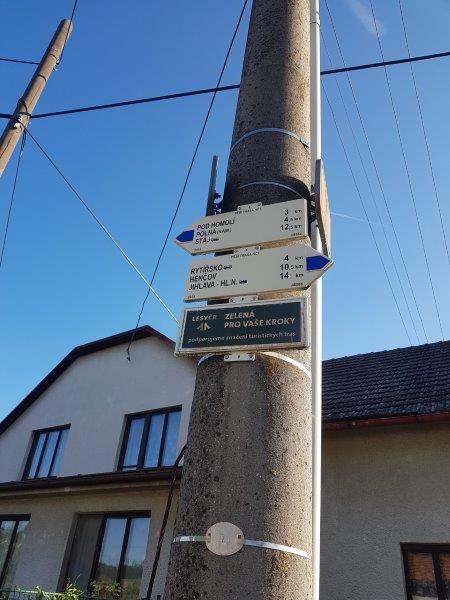 POD HOMOLÍ 3 km
POLNÁ (NÁDR.) 4,5 km
STAJ 12,5 km
RYTÍŘSKO 4 km
HENČOV 10,5 km
JIHLAVA - HL.N. 14 km
LESY ČR
ZELENÁ
PRO VAŠE KROKY
podporujeme značení turistických tras